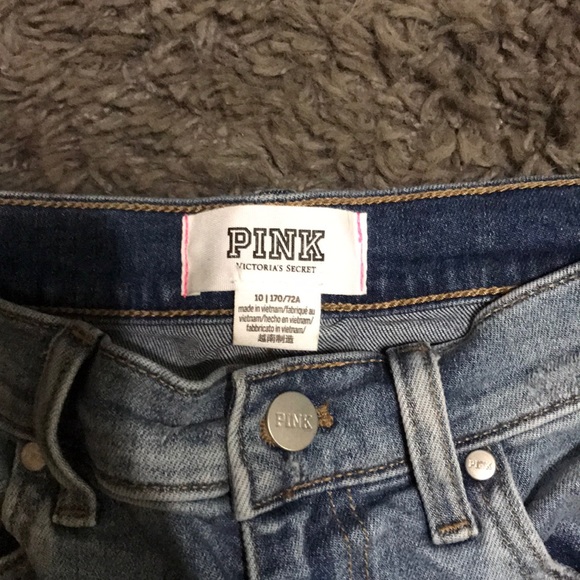 PINK
VICTORIA'S SECRET
10 | 170/72A
made in vietnam/fabriqué au
vietnam/hecho en vietnam/
fabbricato in vietnam/
越南制造
PINK
PINK